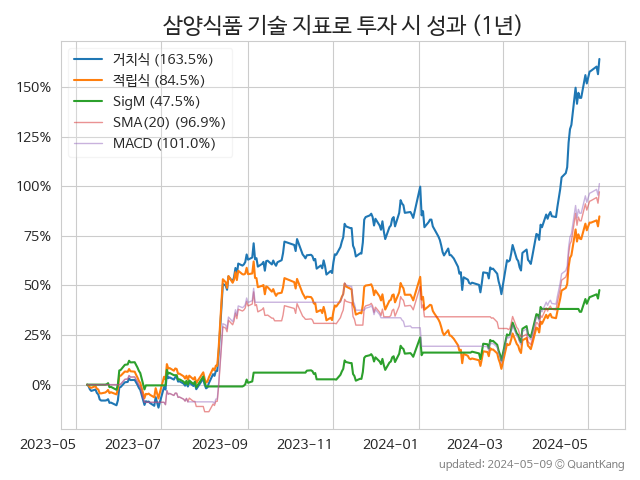 삼양식품 기술 지표로 투자 시 성과 (1년)
거치식 (163.5%)
적립식 (84.5%)
SigM (47.5%)
SMA(20) (96.9%)
MACD (101.0%)
150%
125%
100%
75%
50%
25%
0%
2023-05 2023-07 2023-09 2023-11 2024-01 2024-03 2024-05
updated: 2024-05-09 © QuantKang